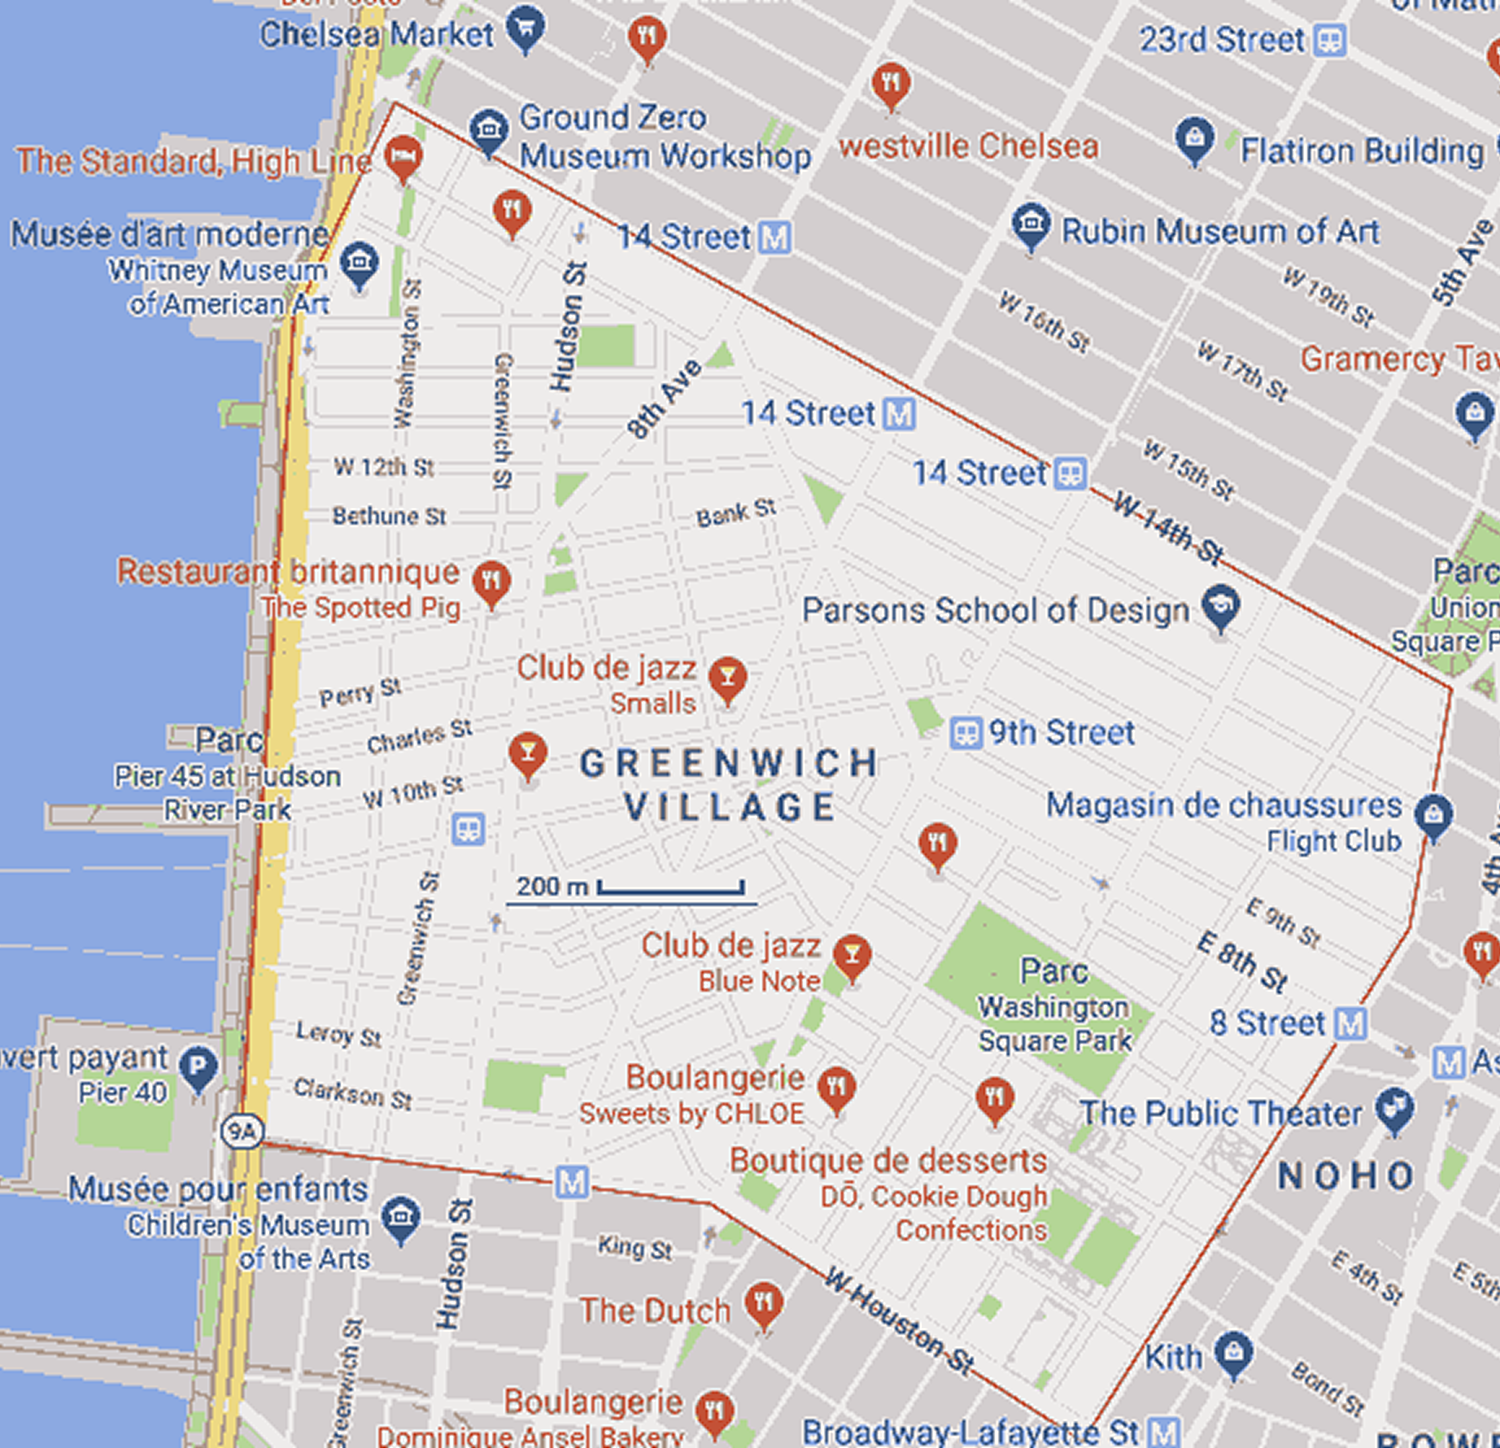 Chelsea Market
23rd Street
Ground Zero
Museum Workshop
westville Chelsea
Flatiron Building
The Standard, High Line
14 Street
Rubin Museum of Art
Musée d'art moderne
Whitney Museum
of American Art
5th Ave
W 19th St
W 16th St
Hudson St
Washington St
Greenwich St
8th Ave
W 17th St
Gramercy
14 Street
W 12th St
14 Street
W 15th St
Bethune St
Bank St
W 14th St
Restaurant britannique
The Spotted Pig
Parsons School of Design
Parc
Union
Square
Club de jazz
Smalls
Perry St
Charles St
9th Street
Parc
Pier 45 at Hudson
River Park
GREENWICH
VILLAGE
W 10th St
Magasin de chaussures
Flight Club
4th
200 m
Greenwich St
E 9th St
E 8th St
Club de jazz
Blue Note
Parc
Washington
Square Park
8 Street
Leroy St
vert payant
Pier 40
P
Clarkson St
Boulangerie
Sweets by CHLOE
The Public Theater
9A
M
Boutique de desserts
DŌ, Cookie Dough
Confections
NOHO
Musée pour enfants
Children's Museum
of the Arts
Hudson St
King St
E 4th St
E 5th
W Houston St
The Dutch
Kith
Greenwich St
Bond St
Boulangerie
Dominique Ansel Bakery
Broadway-Lafayette St